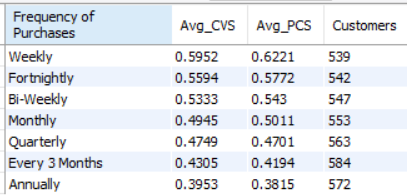 Frequency of Purchases Avg_CVS Avg_PCS Customers
Weekly 0.5952 0.6221 539
Fortnightly 0.5594 0.5772 542
Bi-Weekly 0.5333 0.543 547
Monthly 0.4945 0.5011 553
Quarterly 0.4749 0.4701 563
Every 3 Months 0.4305 0.4194 584
Annually 0.3953 0.3815 572